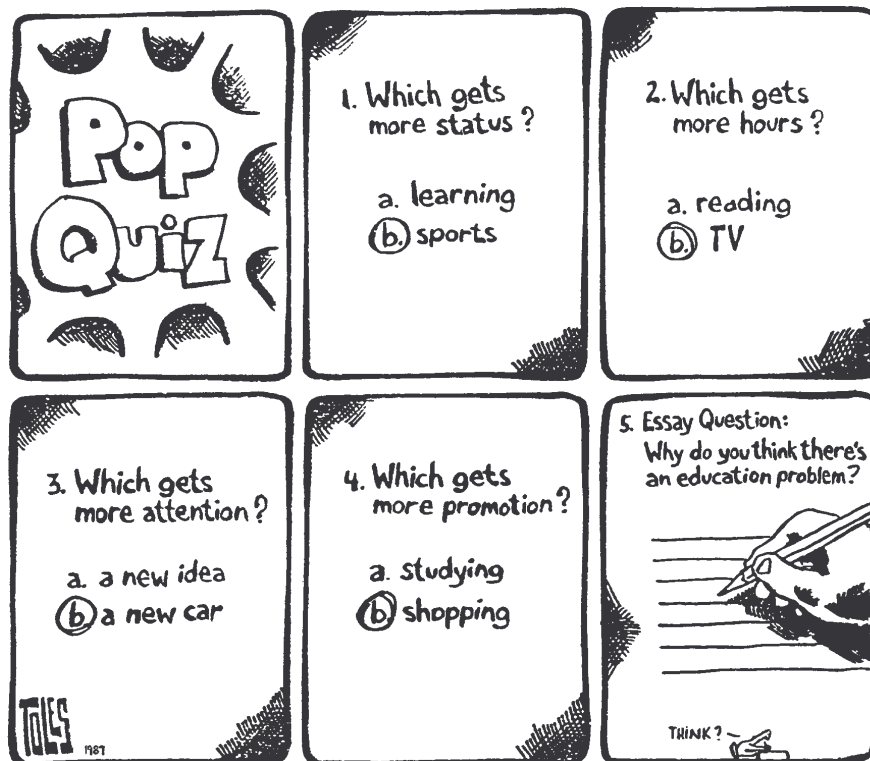 Pop
Quiz
1. Which gets
more status?
a. learning
b. sports
2. Which gets
more hours?
a. reading
b. TV
3. Which gets
more attention?
a. a new idea
b. a new car
TOLES
1987
4. Which gets
more promotion?
a. studying
b. shopping
5. Essay Question:
Why do you think there's
an education problem?
THINK?